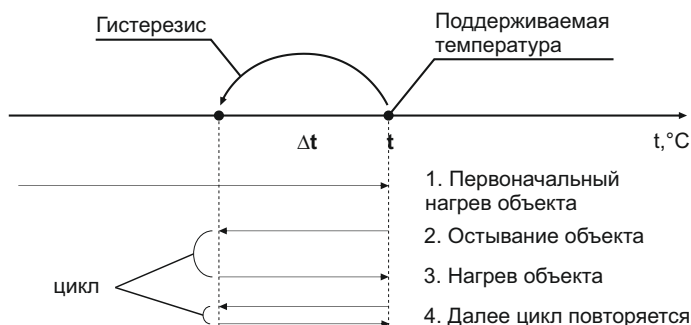 Гистерезис
Поддерживаемая
температура
Δt
t
t,°C
1. Первоначальный
нагрев объекта
2. Остывание объекта
3. Нагрев объекта
цикл
4. Далее цикл повторяется